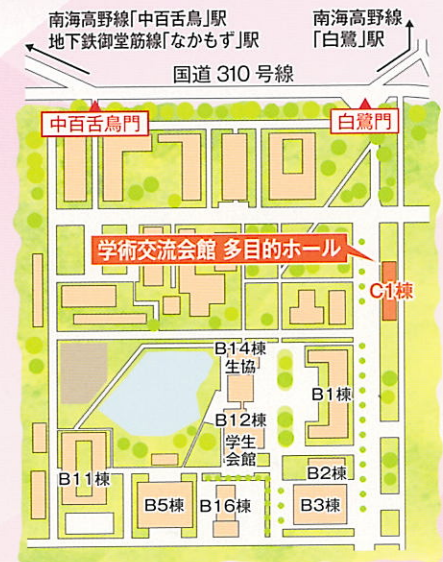 南海高野線「中百舌鳥」駅
地下鉄御堂筋線「なかもず」駅
南海高野線
「白鷺」駅
国道310号線
中百舌鳥門
白鷺門
学術交流会館 多目的ホール
C1棟
B14棟
生協
B1棟
B12棟
学生
会館
B11棟
B2棟
B5棟
B16棟
B3棟